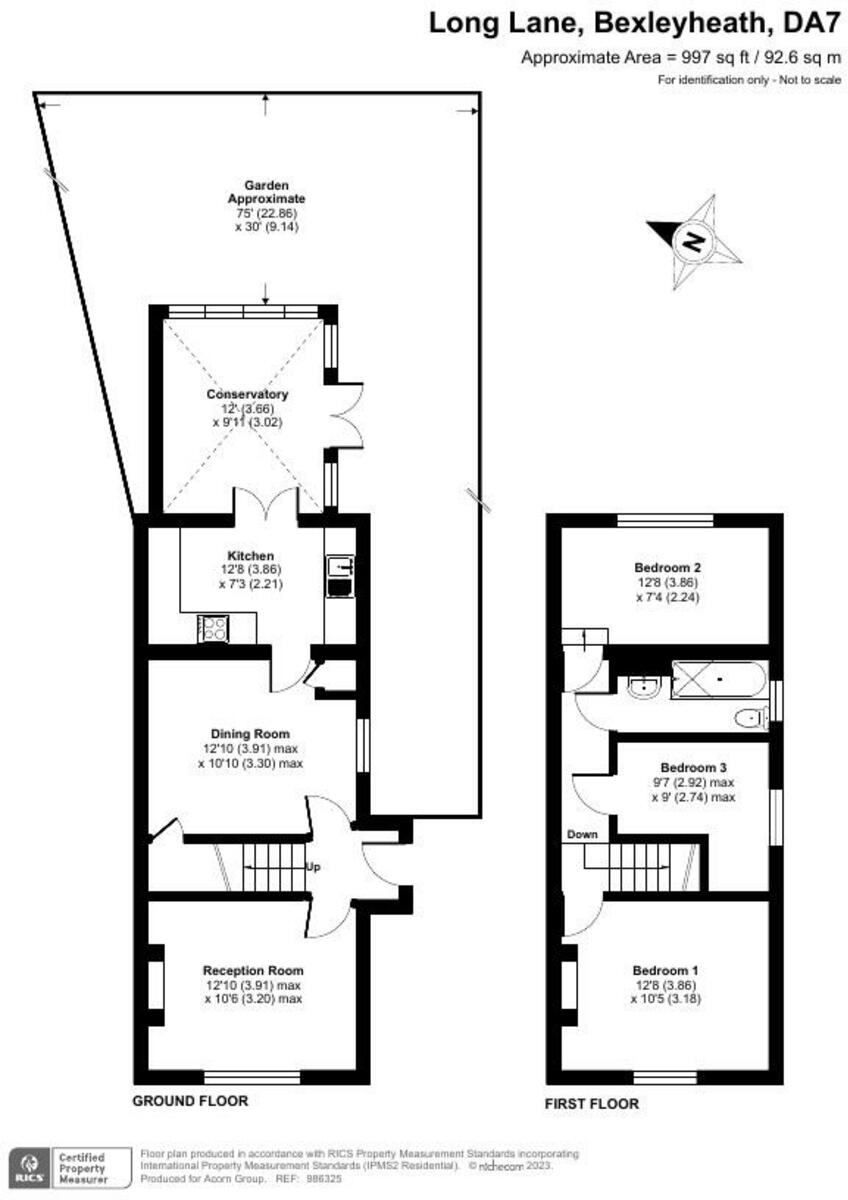 Long Lane, Bexleyheath, DA7
Approximate Area = 997 sq ft / 92.6 sq m
For identification only - Not to scale
Garden
Approximate
75' (22.86)
x 30' (9.14)
N
Conservatory
12' (3.66)
x 9'11 (3.02)
Kitchen
12'8 (3.86)
x 7'3 (2.21)
Dining Room
12'10 (3.91) max
x 10'10 (3.30) max
Up
Reception Room
12'10 (3.91) max
x 10'6 (3.20) max
GROUND FLOOR
Bedroom 2
12'8 (3.86)
x 7'4 (2.24)
Bedroom 3
9'7 (2.92) max
x 9' (2.74) max
Down
Bedroom 1
12'8 (3.86)
x 10'5 (3.18)
FIRST FLOOR
RICS
Certified
Property
Measurer
Floor plan produced in accordance with RICS Property Measurement Standards incorporating
International Property Measurement Standards (IPMS2 Residential). © nichecom 2023.
Produced for Acorn Group. REF: 986325